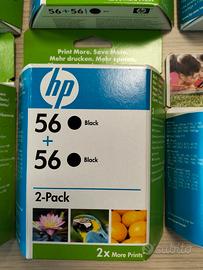 56+56
Print More. Save More.
Mehr drucken. Mehr sparen.
hp
56 Black
+
56 Black
2-Pack
2x More Prints
subito